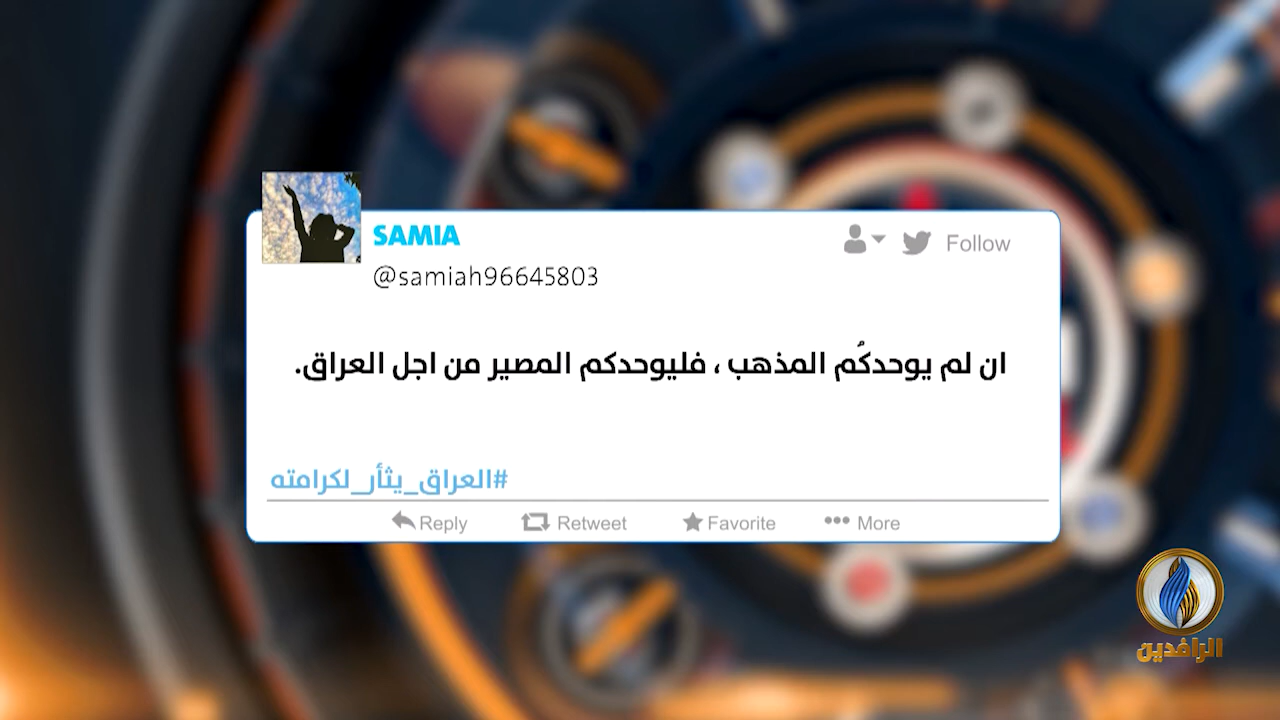 SAMIA
Follow
@samiah96645803
ان لم يوحدكُم المذهب ، فليوحدكم المصير من اجل العراق.
#العراق_يثأر_لكرامته
Reply Retweet Favorite More
الرافدين